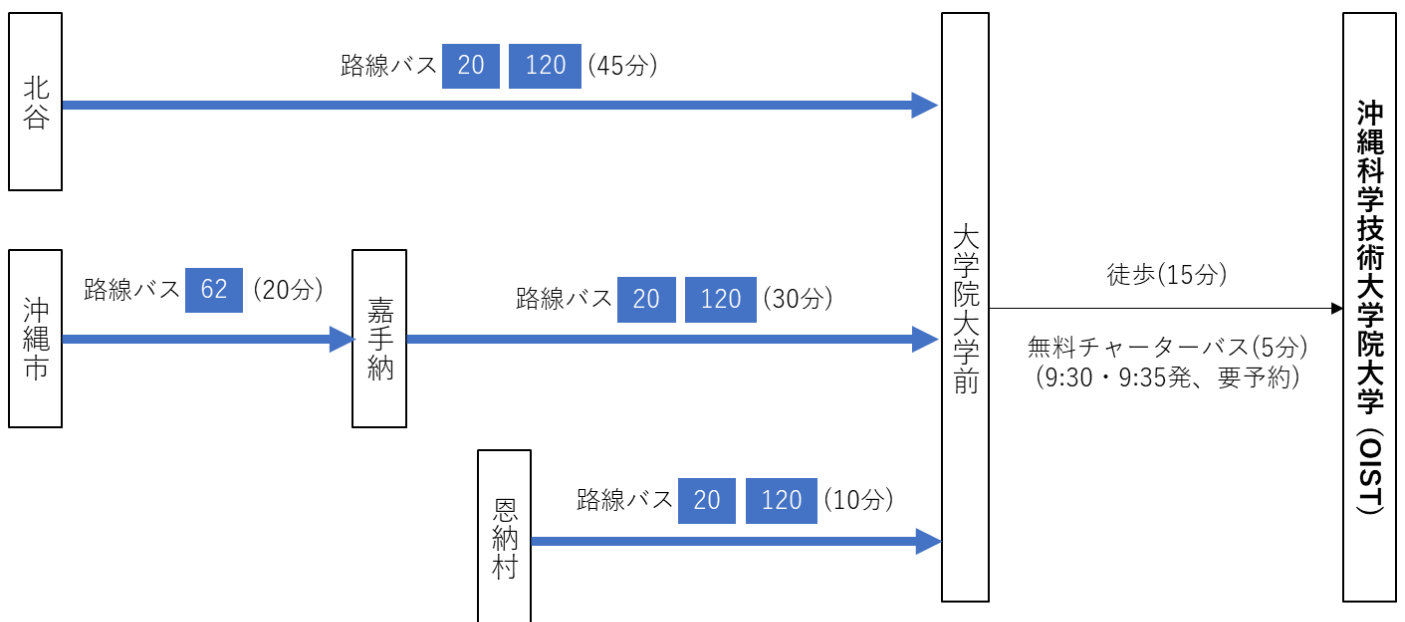 北谷
路線バス 20 120 (45分)
沖縄市
路線バス 62 (20分)
嘉手納
路線バス 20 120 (30分)
恩納村
路線バス 20 120 (10分)
大学院大学前
徒歩(15分)
無料チャーターバス(5分)
(9:30・9:35発、要予約)
沖縄科学技術大学院大学(OIST)